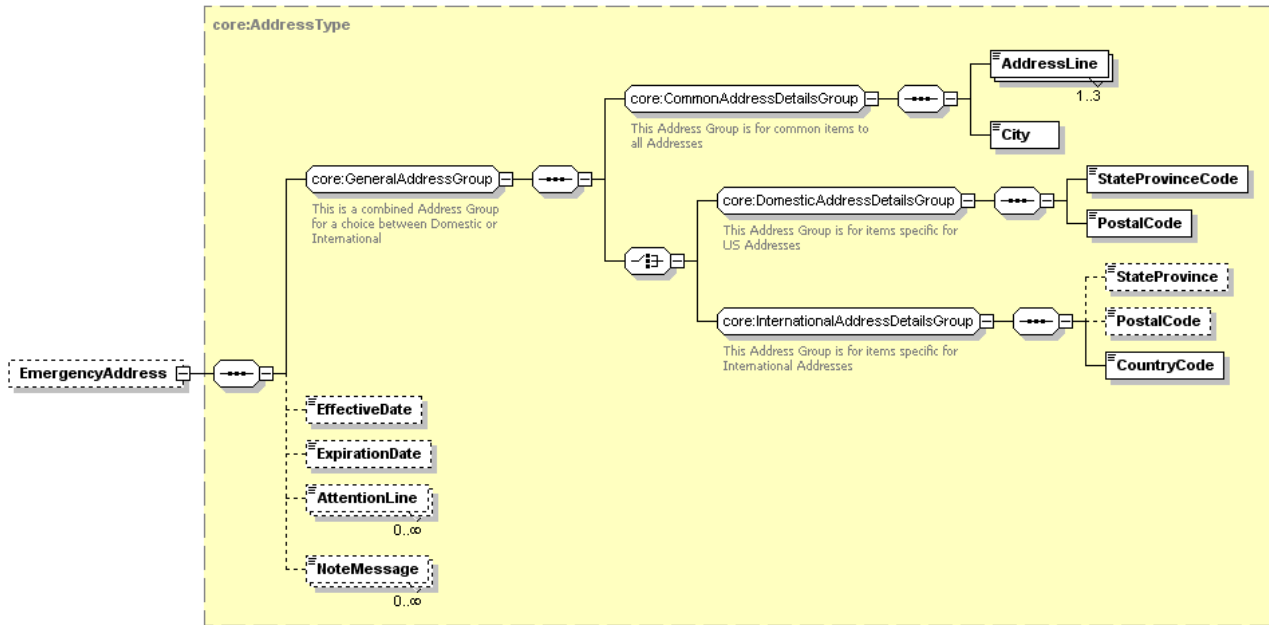 core:AddressType
AddressLine
1..3
core:CommonAddressDetailsGroup
This Address Group is for common items to
all Addresses
City
core:GeneralAddressGroup
This is a combined Address Group
for a choice between Domestic or
International
StateProvinceCode
core:DomesticAddressDetailsGroup
This Address Group is for items specific for
US Addresses
PostalCode
StateProvince
core:InternationalAddressDetailsGroup
This Address Group is for items specific for
International Addresses
PostalCode
CountryCode
EmergencyAddress
EffectiveDate
ExpirationDate
AttentionLine
0..∞
NoteMessage
0..∞